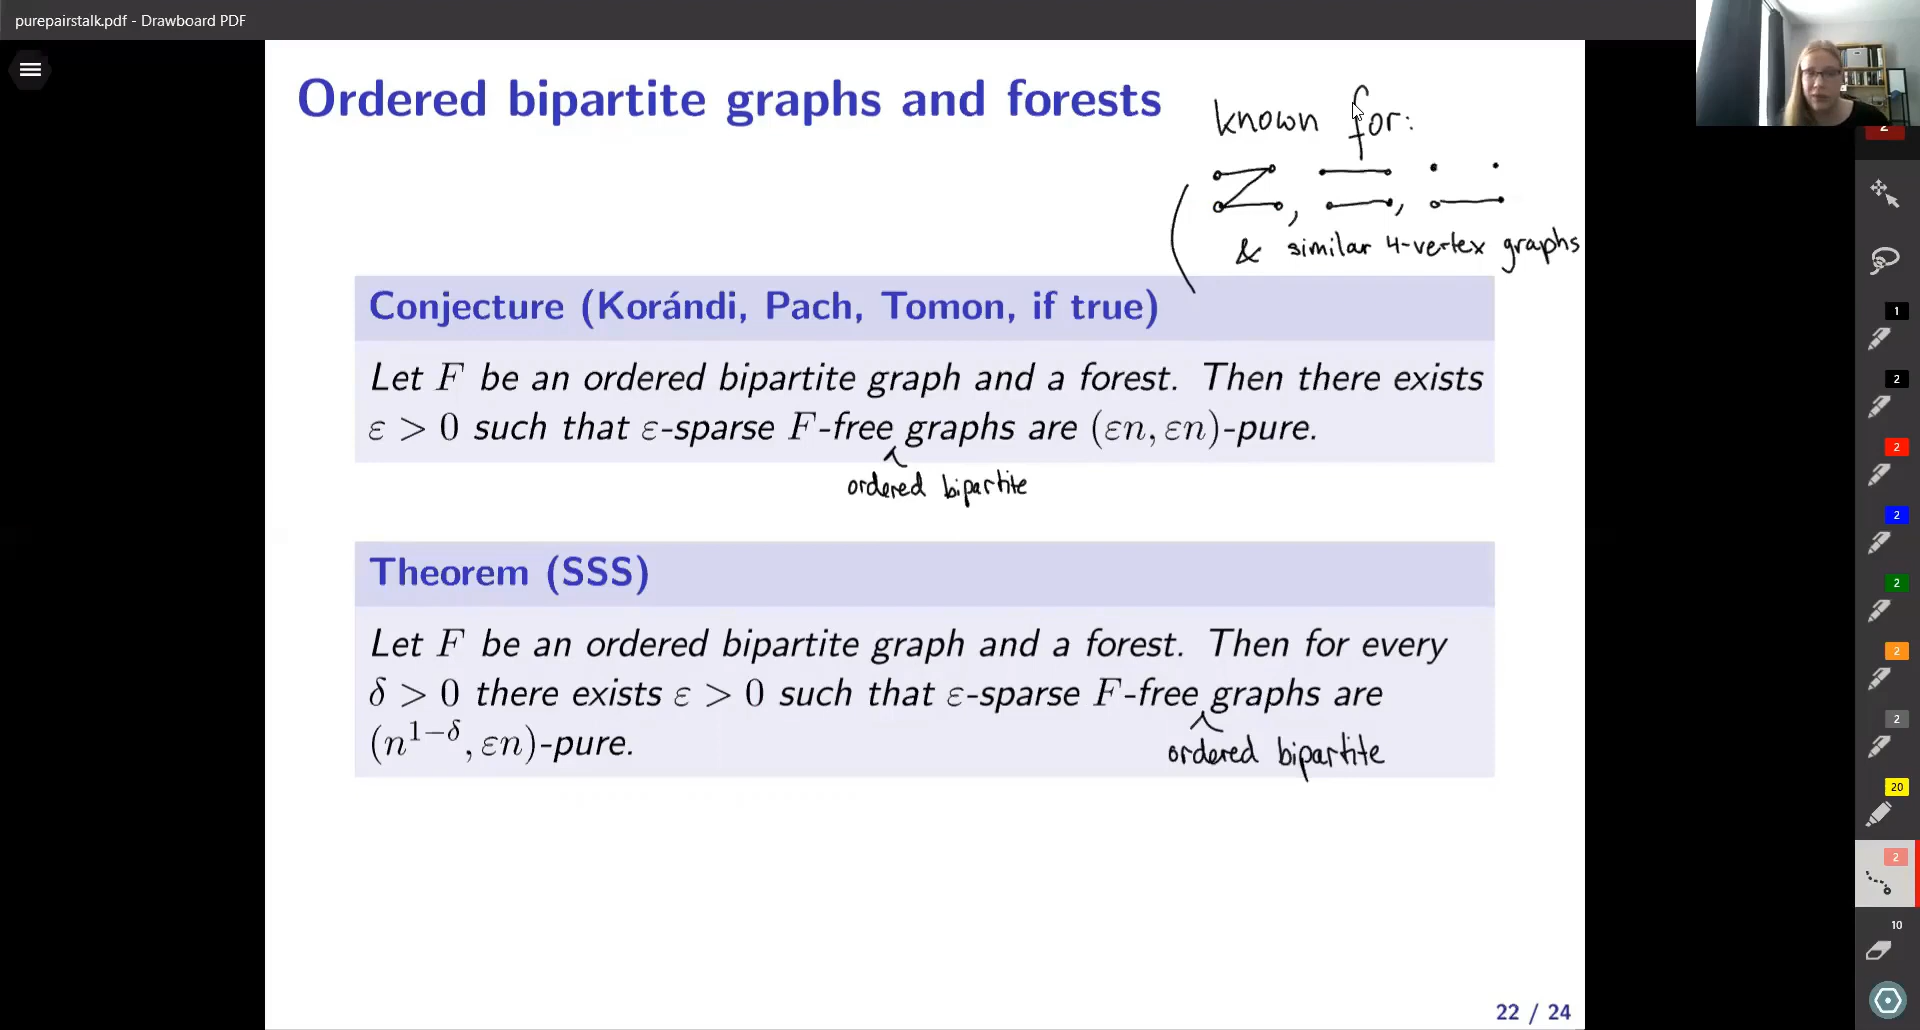 purepairstalk.pdf - Drawboard PDF
Ordered bipartite graphs and forests
known for:
, ,
& similar 4-vertex graphs
Conjecture (Korándi, Pach, Tomon, if true)
Let F be an ordered bipartite graph and a forest. Then there exists
ε > 0 such that ε-sparse F-free graphs are (εn, εn)-pure.
ordered bipartite
Theorem (SSS)
Let F be an ordered bipartite graph and a forest. Then for every
δ > 0 there exists ε > 0 such that ε-sparse F-free graphs are
(n^{1−δ}, εn)-pure.
ordered bipartite
22 / 24
2
1
2
2
2
2
2
2
20
2
10